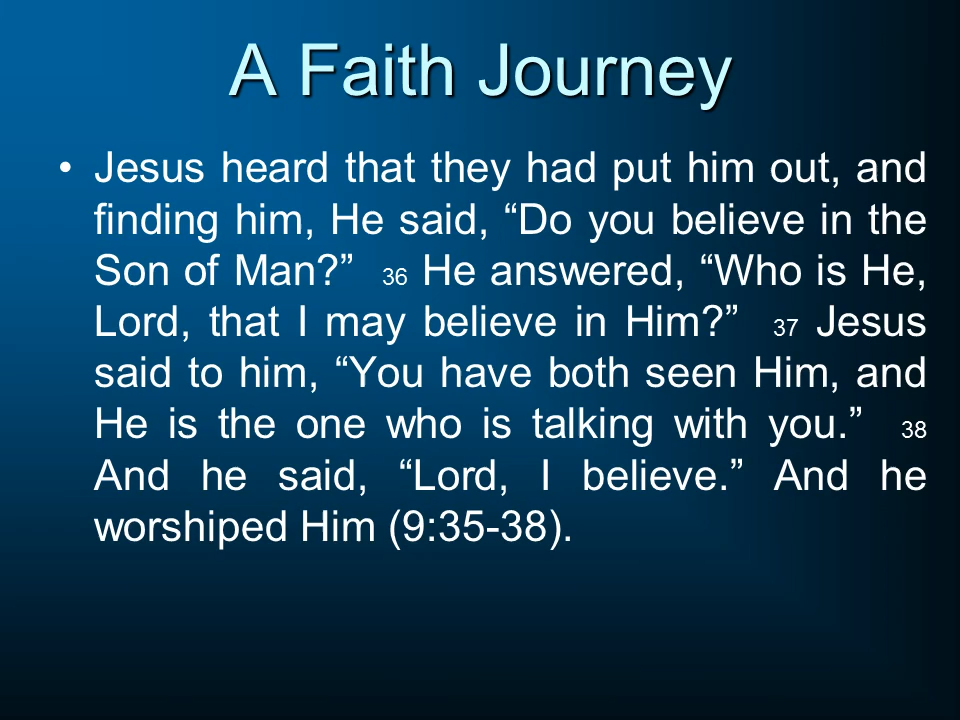 A Faith Journey
• Jesus heard that they had put him out, and
finding him, He said, “Do you believe in the
Son of Man?” 36 He answered, “Who is He,
Lord, that I may believe in Him?” 37 Jesus
said to him, “You have both seen Him, and
He is the one who is talking with you.” 38
And he said, “Lord, I believe.” And he
worshiped Him (9:35-38).